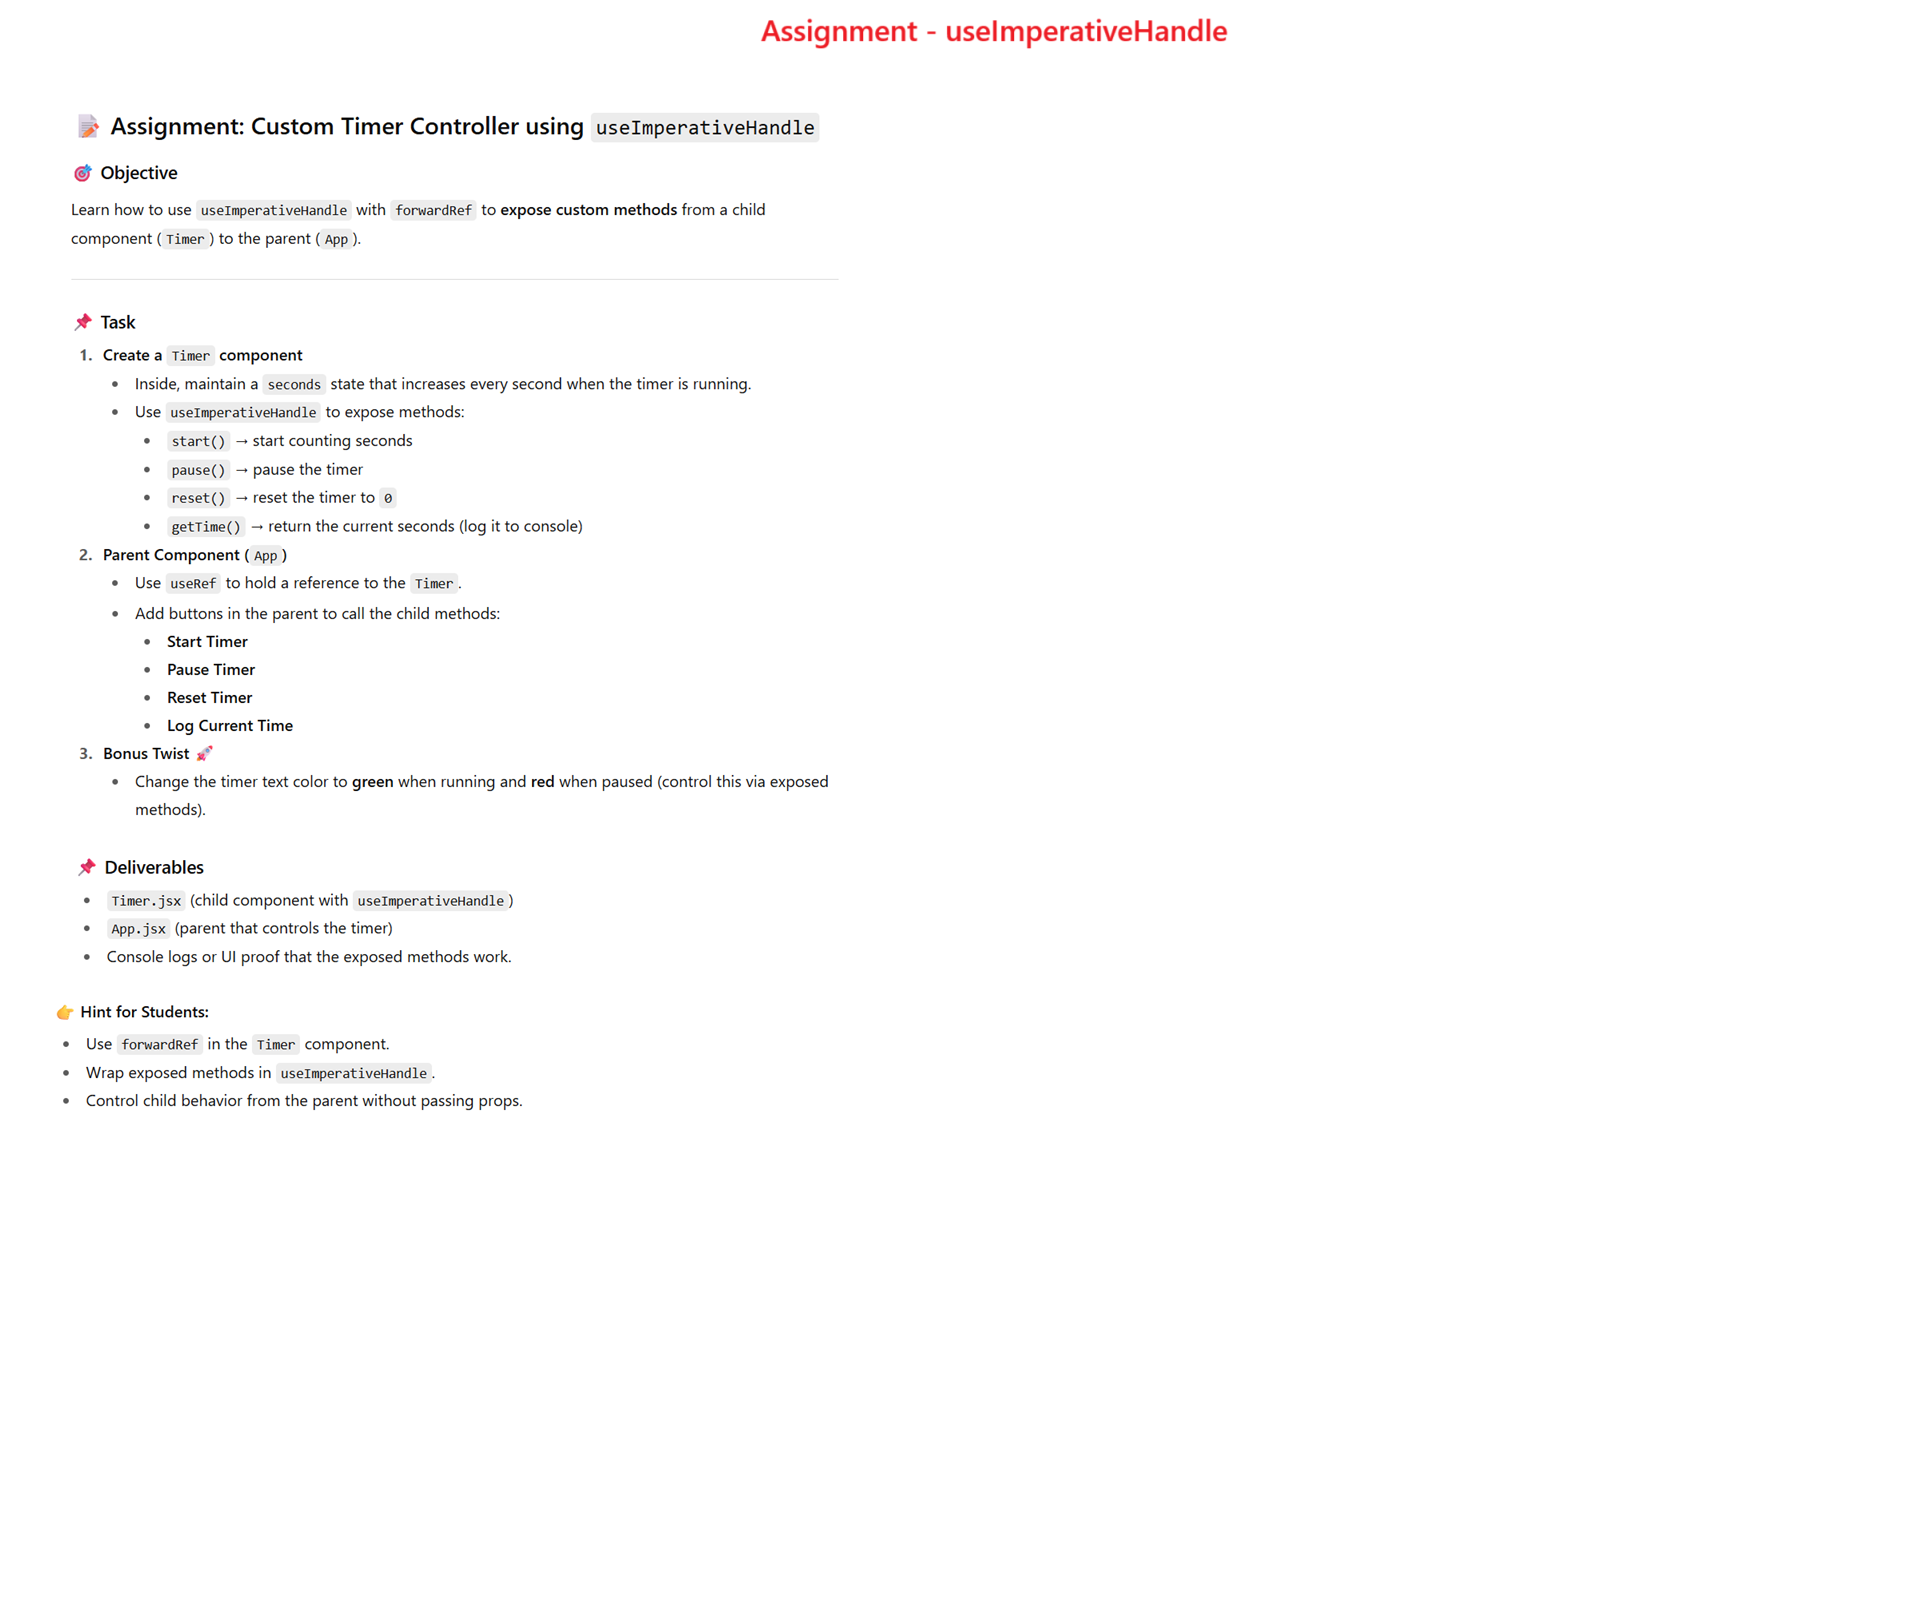 Assignment - useImperativeHandle
📝 Assignment: Custom Timer Controller using useImperativeHandle
🎯 Objective
Learn how to use useImperativeHandle with forwardRef to expose custom methods from a child
component ( Timer ) to the parent ( App ).
📌 Task
1. Create a Timer component
• Inside, maintain a seconds state that increases every second when the timer is running.
• Use useImperativeHandle to expose methods:
• start() → start counting seconds
• pause() → pause the timer
• reset() → reset the timer to 0
• getTime() → return the current seconds (log it to console)
2. Parent Component ( App )
• Use useRef to hold a reference to the Timer .
• Add buttons in the parent to call the child methods:
• Start Timer
• Pause Timer
• Reset Timer
• Log Current Time
3. Bonus Twist 🚀
• Change the timer text color to green when running and red when paused (control this via exposed
methods).
📌 Deliverables
• Timer.jsx (child component with useImperativeHandle )
• App.jsx (parent that controls the timer)
• Console logs or UI proof that the exposed methods work.
👉 Hint for Students:
• Use forwardRef in the Timer component.
• Wrap exposed methods in useImperativeHandle .
• Control child behavior from the parent without passing props.